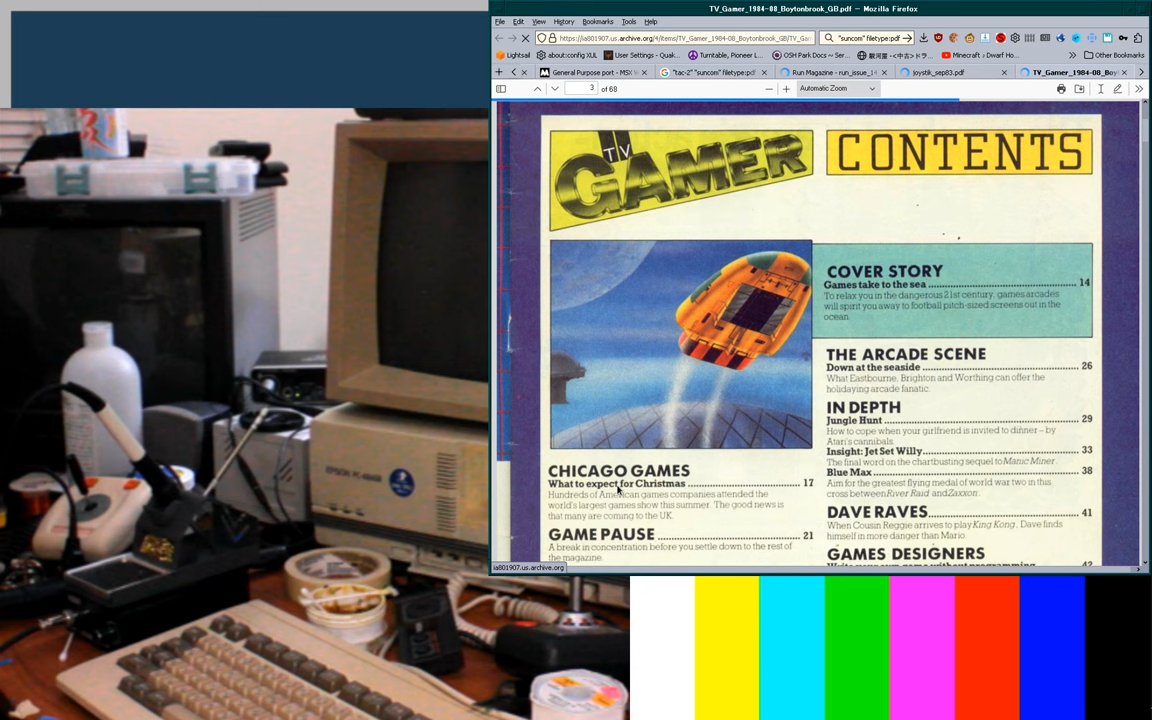 TV_Gamer_1984-08_Boytonbrook_GB.pdf — Mozilla Firefox
File Edit View History Bookmarks Tools Help
https://ia801907.us.archive.org/4/items/TV_Gamer_1984-08_Boytonbrook_GB/TV_Gam
"suncom" filetype:pdf
Lightsail about:config XUL User Settings - Quak... Turntable, Pioneer L... OSH Park Docs ~ Ser... 駿河屋 -<中古>ドラ... Minecraft ♪ Dwarf Ho... Other Bookmarks
General Purpose port - MSX W
"tac-2" "suncom" filetype:pdf
Run Magazine - run_issue_14
joystik_sep83.pdf
TV_Gamer_1984-08_Boy
3 of 68 Automatic Zoom
TV
GAMER
CONTENTS
COVER STORY
Games take to the sea 14
To relax you in the dangerous 21st century, games arcades
will spirit you away to football pitch-sized screens out in the
ocean.
THE ARCADE SCENE
Down at the seaside 26
What Eastbourne, Brighton and Worthing can offer the
holidaying arcade fanatic.
IN DEPTH
Jungle Hunt 29
How to cope when your girlfriend is invited to dinner – by
Atari's cannibals.
Insight: Jet Set Willy 33
The final word on the chartbusting sequel to Manic Miner.
Blue Max 38
Aim for the greatest flying medal of world war two in this
cross between River Raid and Zaxxon.
DAVE RAVES 41
When Cousin Reggie arrives to play King Kong, Dave finds
himself in more danger than Mario.
GAMES DESIGNERS
CHICAGO GAMES
What to expect for Christmas 17
Hundreds of American games companies attended the
world's largest games show this summer. The good news is
that many are coming to the UK.
GAME PAUSE 21
A break in concentration before you settle down to the rest of
the magazine.
ia801907.us.archive.org